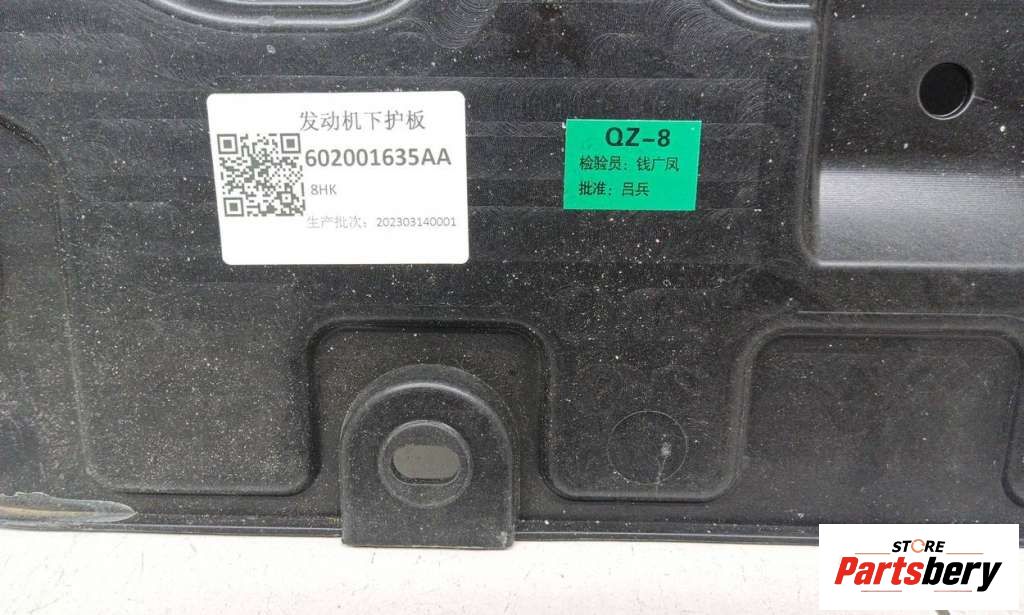 发动机下护板
602001635AA
8HK
生产批次：202303140001
QZ-8
检验员：钱广凤
批准：吕兵
STORE
Partsbery